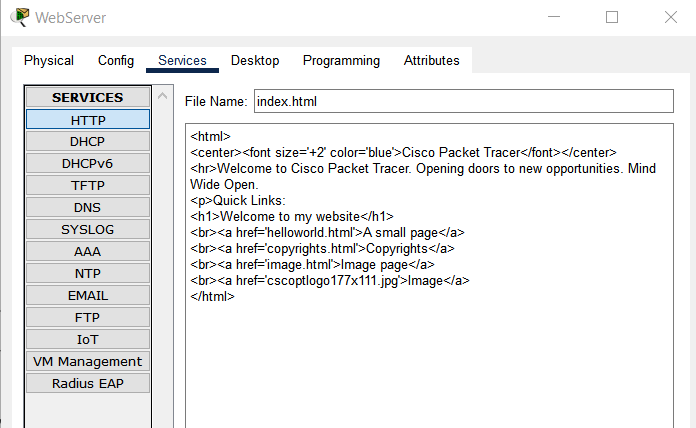 WebServer
Physical Config Services Desktop Programming Attributes
SERVICES
HTTP
DHCP
DHCPv6
TFTP
DNS
SYSLOG
AAA
NTP
EMAIL
FTP
IoT
VM Management
Radius EAP
File Name: index.html
<html>
<center><font size='+2' color='blue'>Cisco Packet Tracer</font></center>
<hr>Welcome to Cisco Packet Tracer. Opening doors to new opportunities. Mind
Wide Open.
<p>Quick Links:
<h1>Welcome to my website</h1>
<br><a href='helloworld.html'>A small page</a>
<br><a href='copyrights.html'>Copyrights</a>
<br><a href='image.html'>Image page</a>
<br><a href='cscoptlogo177x111.jpg'>Image</a>
</html>